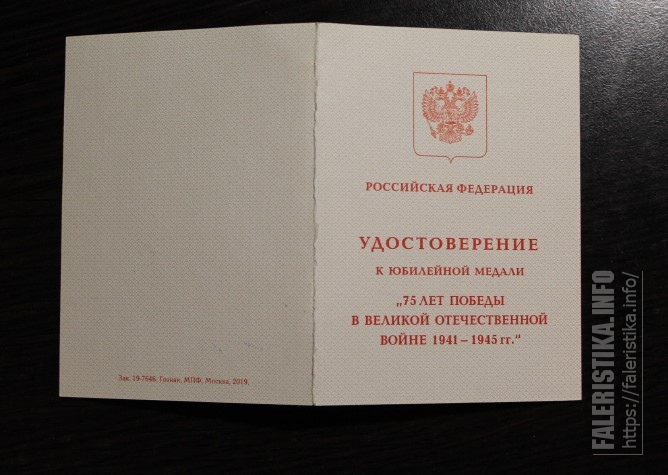 РОССИЙСКАЯ ФЕДЕРАЦИЯ
УДОСТОВЕРЕНИЕ
К ЮБИЛЕЙНОЙ МЕДАЛИ
„75 ЛЕТ ПОБЕДЫ
В ВЕЛИКОЙ ОТЕЧЕСТВЕННОЙ
ВОЙНЕ 1941 – 1945 гг.“
Зак. 19-7646. Гознак, МПФ, Москва, 2019.
FALERISTIKA.INFO
https://faleristika.info/